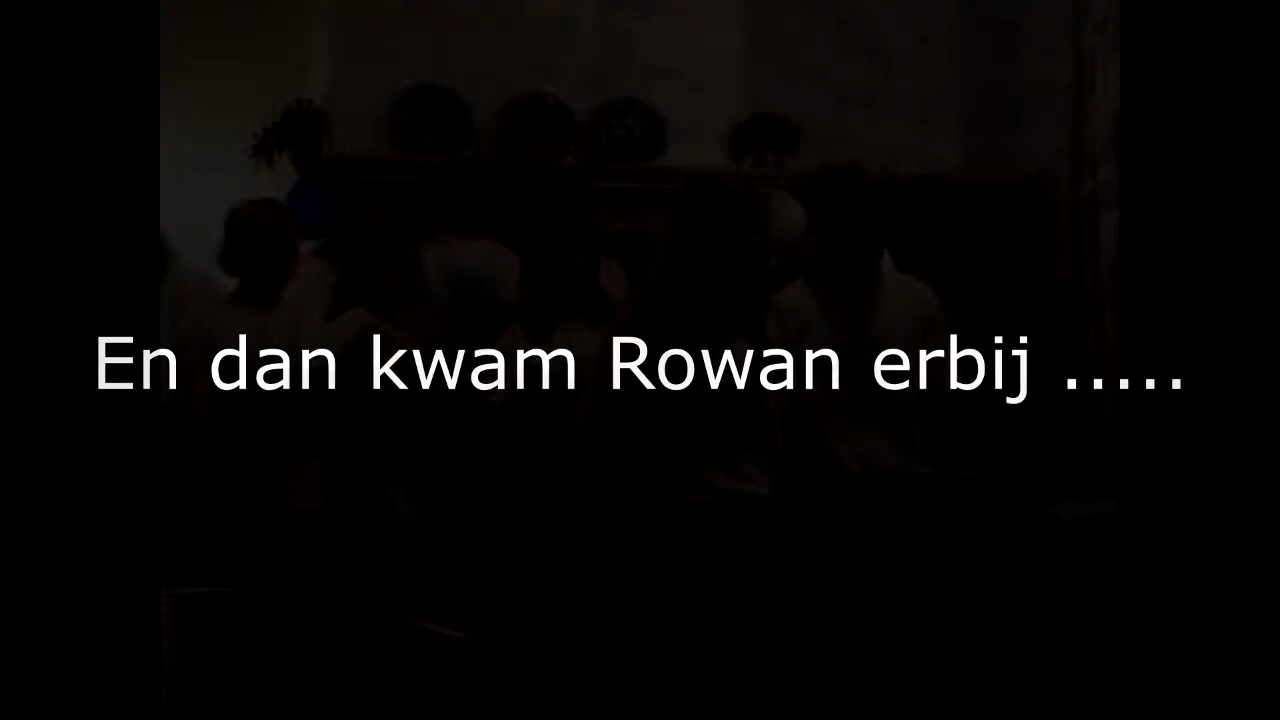 En dan kwam Rowan erbij .....